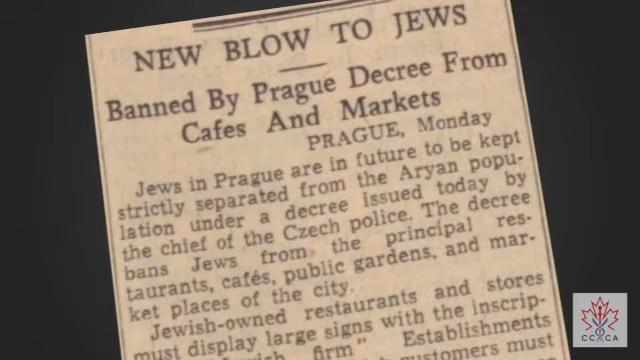 NEW BLOW TO JEWS
Banned By Prague Decree From
Cafes And Markets
PRAGUE, Monday
Jews in Prague are in future to be kept
strictly separated from the Aryan popu-
lation under a decree issued today by
the chief of the Czech police. The decree
bans Jews from the principal res-
taurants, cafés, public gardens, and mar-
ket places of the city.
Jewish-owned restaurants and stores
must display large signs with the inscrip-
firm" Establishments
customers must
CCMCA